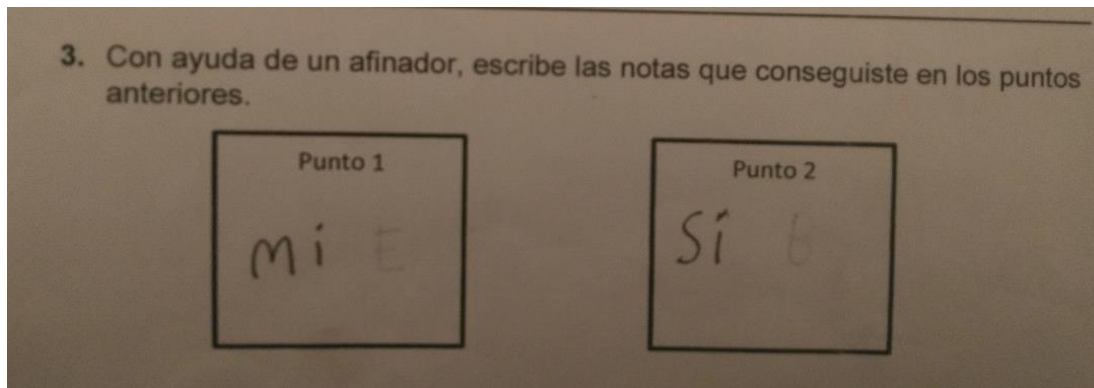 3. Con ayuda de un afinador, escribe las notas que conseguiste en los puntos
anteriores.
Punto 1
Mi E
Punto 2
Si B